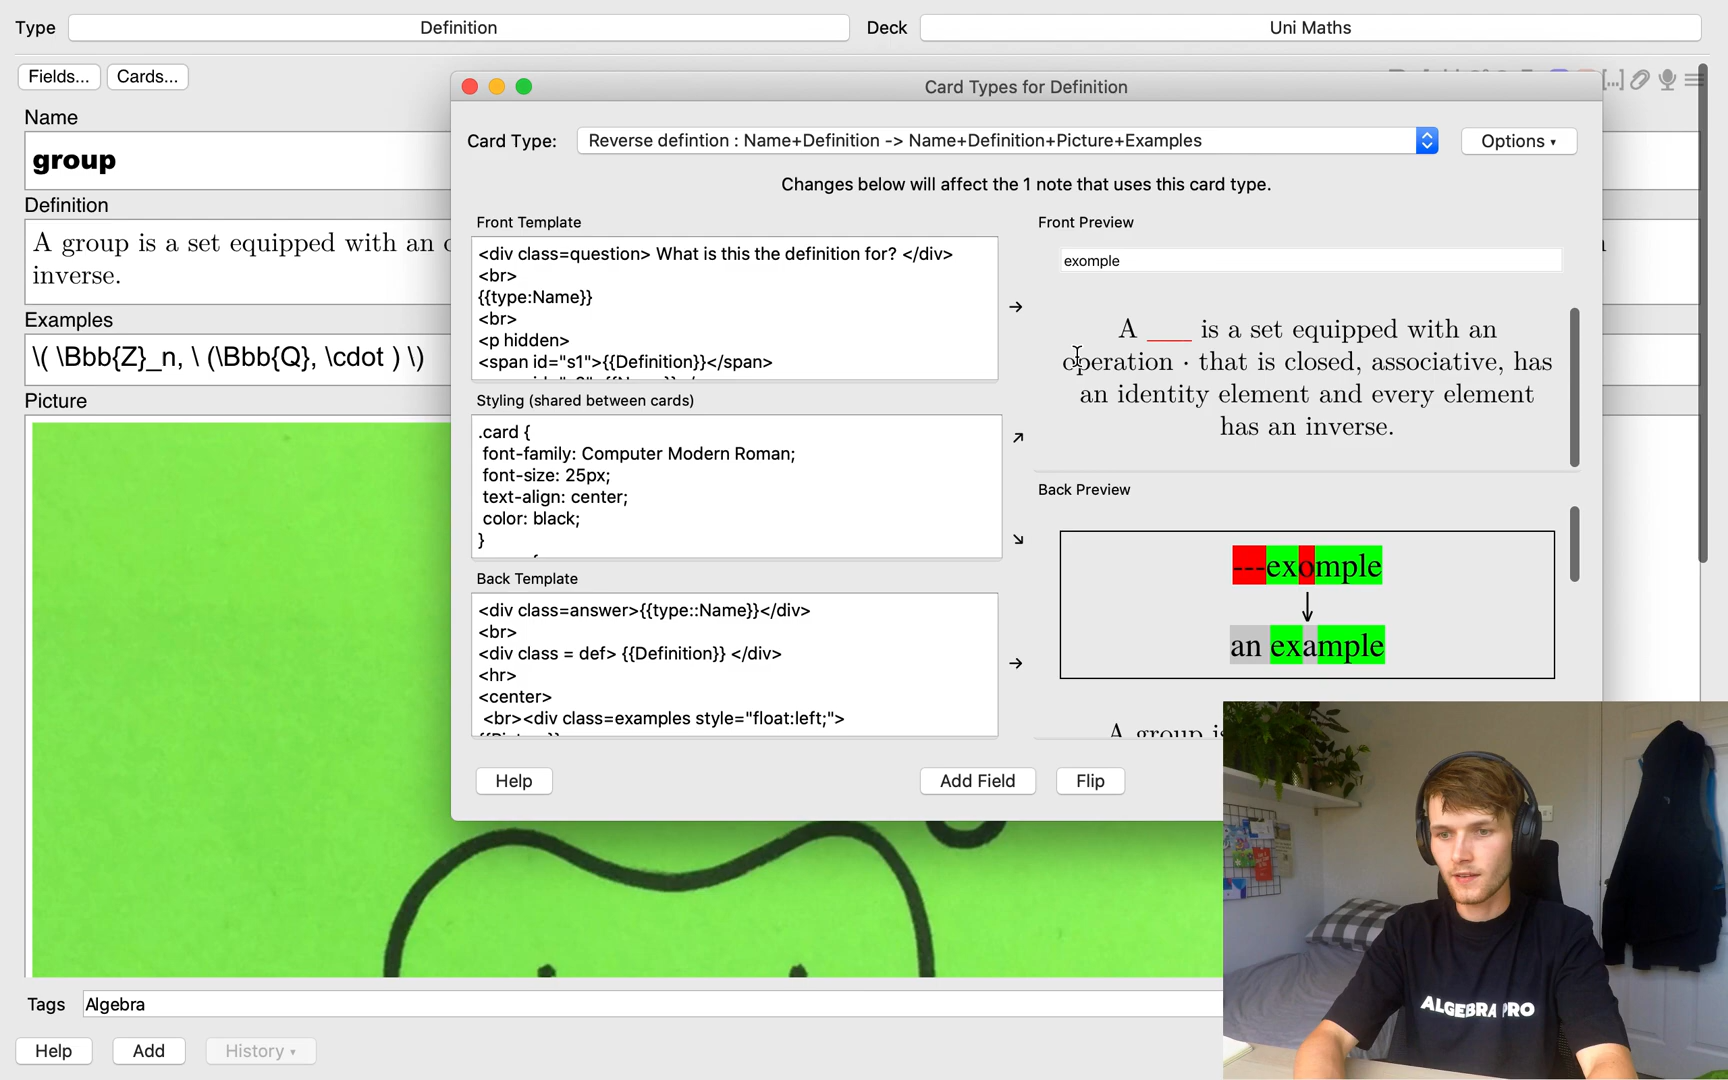 Type
Definition
Deck
Uni Maths
Fields...
Cards...
Card Types for Definition
[...]
Name
group
Card Type:
Reverse defintion : Name+Definition -> Name+Definition+Picture+Examples
Options
Changes below will affect the 1 note that uses this card type.
Definition
A group is a set equipped with an
inverse.
Examples
\( \Bbb{Z}_n, \ (\Bbb{Q}, \cdot ) \)
Picture
Front Template
<div class=question> What is this the definition for? </div>
<br>
{{type:Name}}
<br>
<p hidden>
<span id="s1">{{Definition}}</span>
Styling (shared between cards)
.card {
font-family: Computer Modern Roman;
font-size: 25px;
text-align: center;
color: black;
}
Back Template
<div class=answer>{{type::Name}}</div>
<br>
<div class = def> {{Definition}} </div>
<hr>
<center>
<br><div class=examples style="float:left;">
Front Preview
exomple
A ___ is a set equipped with an
operation · that is closed, associative, has
an identity element and every element
has an inverse.
Back Preview
---exomple
↓
an example
A group is
Help
Add Field
Flip
ALGEBRA PRO
Tags
Algebra
Help
Add
History